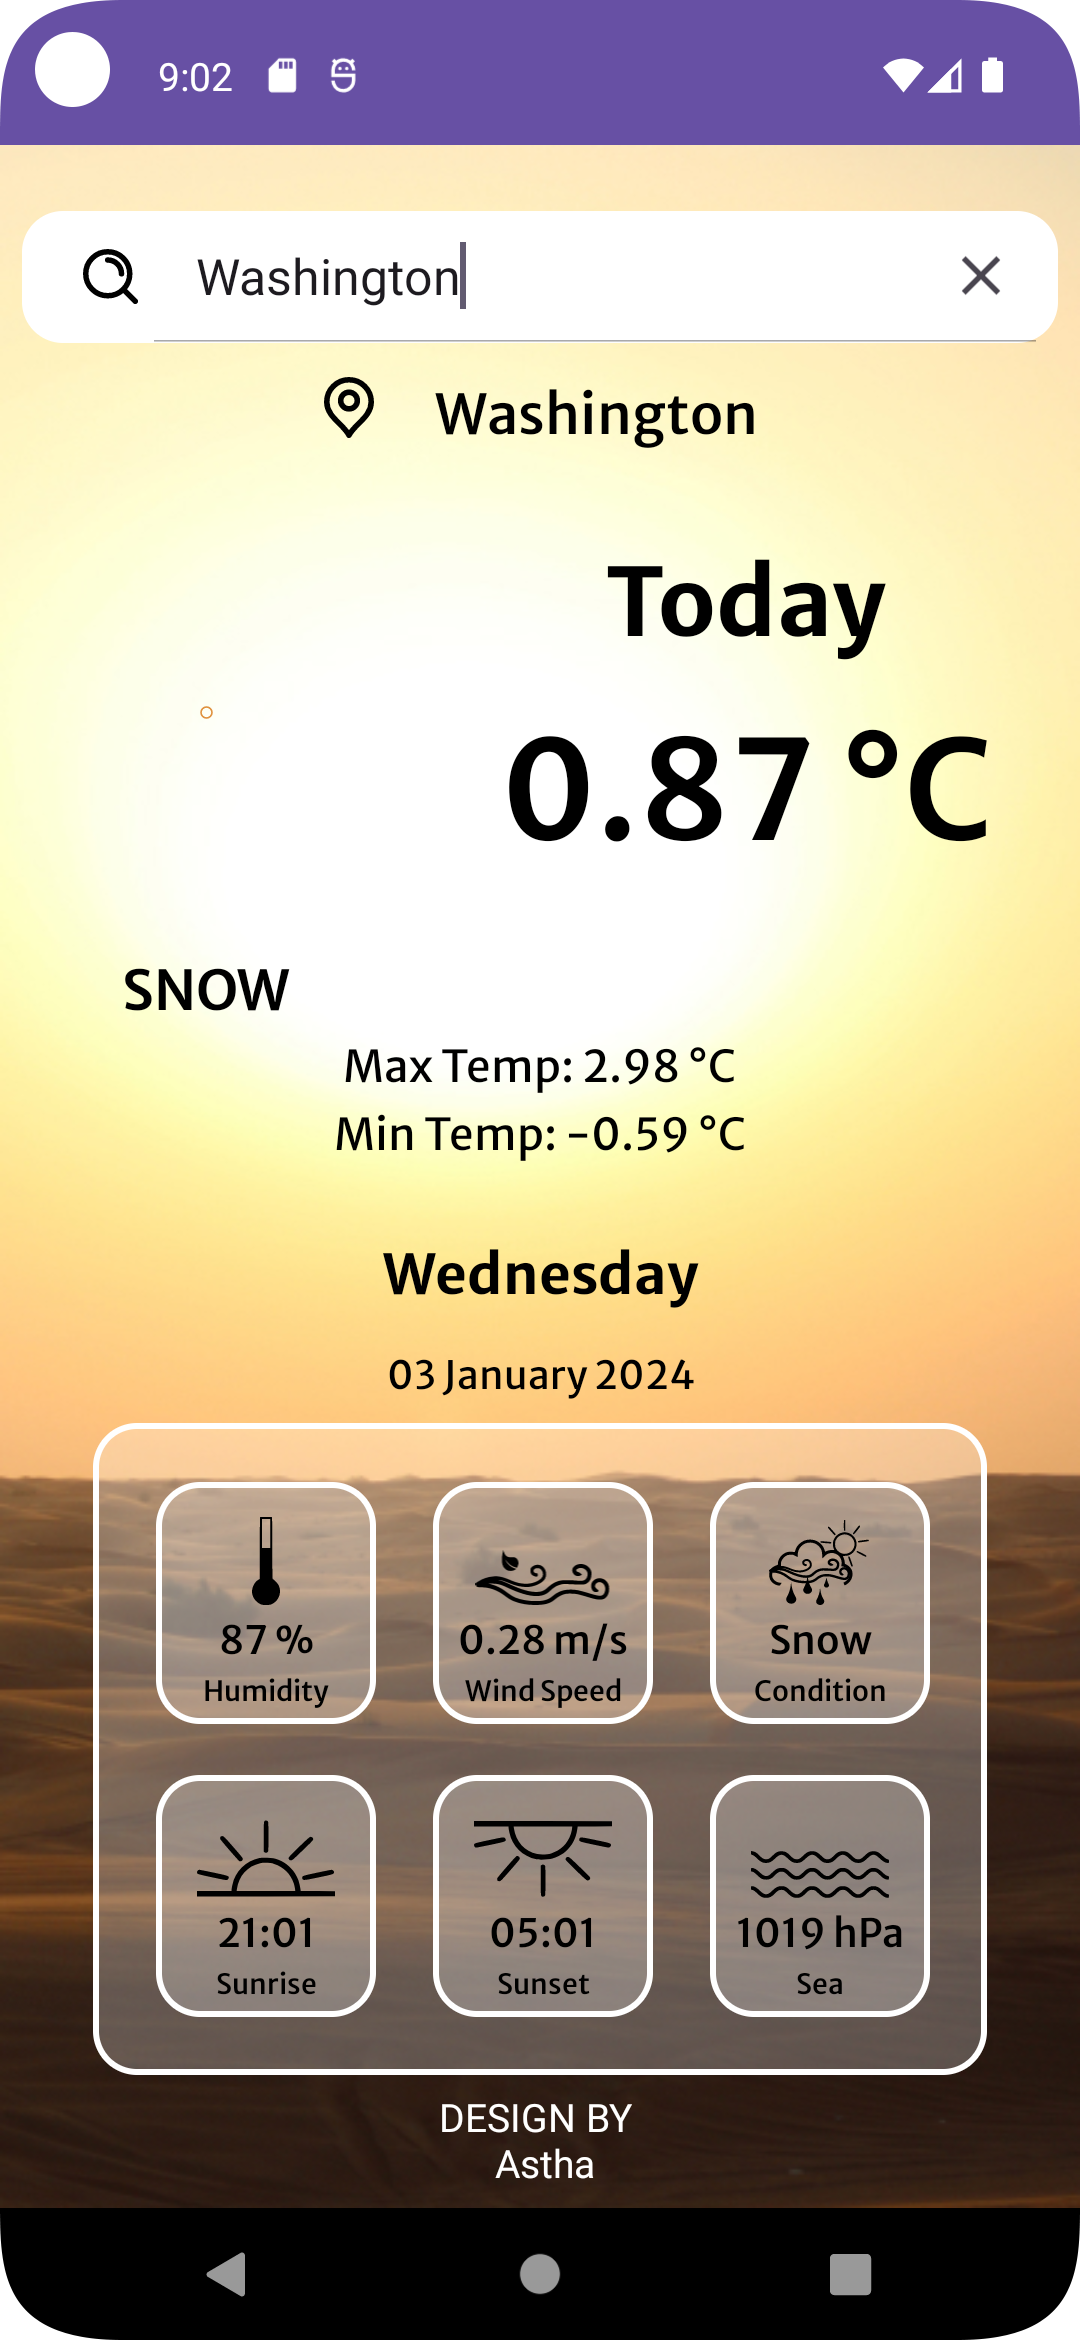 9:02
Washington
Washington
Today
0.87 °C
SNOW
Max Temp: 2.98 °C
Min Temp: -0.59 °C
Wednesday
03 January 2024
87 % 0.28 m/s Snow
Humidity Wind Speed Condition
21:01 05:01 1019 hPa
Sunrise Sunset Sea
DESIGN BY
Astha